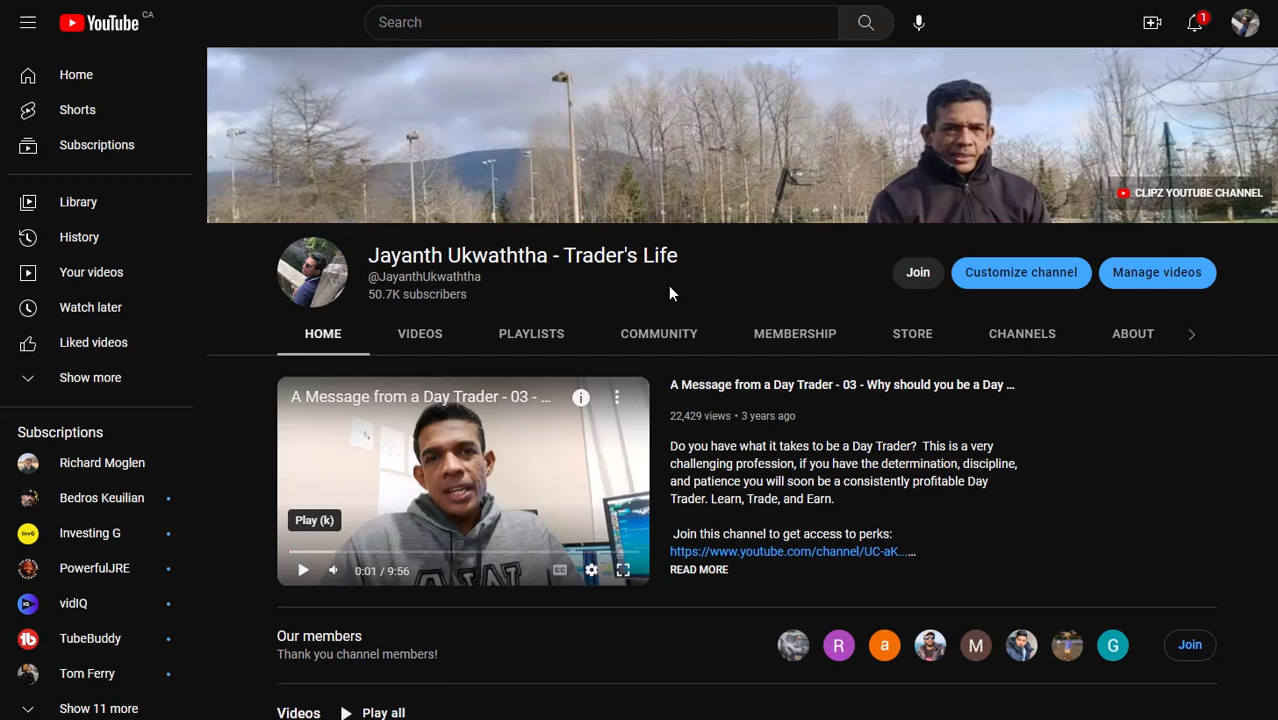 YouTube CA
Search
1
Home
Shorts
Subscriptions
Library
History
Your videos
Watch later
Liked videos
Show more
Subscriptions
Richard Moglen
Bedros Keuilian
Investing G
InvG
PowerfulJRE
vidIQ
IQ
TubeBuddy
tb
Tom Ferry
Show 11 more
CLIPZ YOUTUBE CHANNEL
Jayanth Ukwaththa - Trader's Life
@JayanthUkwaththa
50.7K subscribers
Join
Customize channel
Manage videos
HOME VIDEOS PLAYLISTS COMMUNITY MEMBERSHIP STORE CHANNELS ABOUT
A Message from a Day Trader - 03 - ...
Play (k)
0:01 / 9:56
CC
A Message from a Day Trader - 03 - Why should you be a Day ...
22,429 views • 3 years ago
Do you have what it takes to be a Day Trader? This is a very
challenging profession, if you have the determination, discipline,
and patience you will soon be a consistently profitable Day
Trader. Learn, Trade, and Earn.
Join this channel to get access to perks:
https://www.youtube.com/channel/UC-aK......
READ MORE
Our members
Thank you channel members!
R
a
M
G
Join
Videos Play all